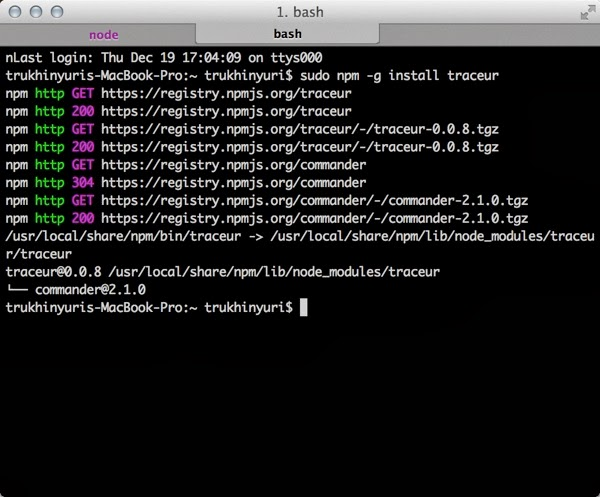 1. bash
node bash
nLast login: Thu Dec 19 17:04:09 on ttys000
trukhinyuris-MacBook-Pro:~ trukhinyuri$ sudo npm -g install traceur
npm http GET https://registry.npmjs.org/traceur
npm http 200 https://registry.npmjs.org/traceur
npm http GET https://registry.npmjs.org/traceur/-/traceur-0.0.8.tgz
npm http 200 https://registry.npmjs.org/traceur/-/traceur-0.0.8.tgz
npm http GET https://registry.npmjs.org/commander
npm http 304 https://registry.npmjs.org/commander
npm http GET https://registry.npmjs.org/commander/-/commander-2.1.0.tgz
npm http 200 https://registry.npmjs.org/commander/-/commander-2.1.0.tgz
/usr/local/share/npm/bin/traceur -> /usr/local/share/npm/lib/node_modules/traceu
r/traceur
traceur@0.0.8 /usr/local/share/npm/lib/node_modules/traceur
└── commander@2.1.0
trukhinyuris-MacBook-Pro:~ trukhinyuri$